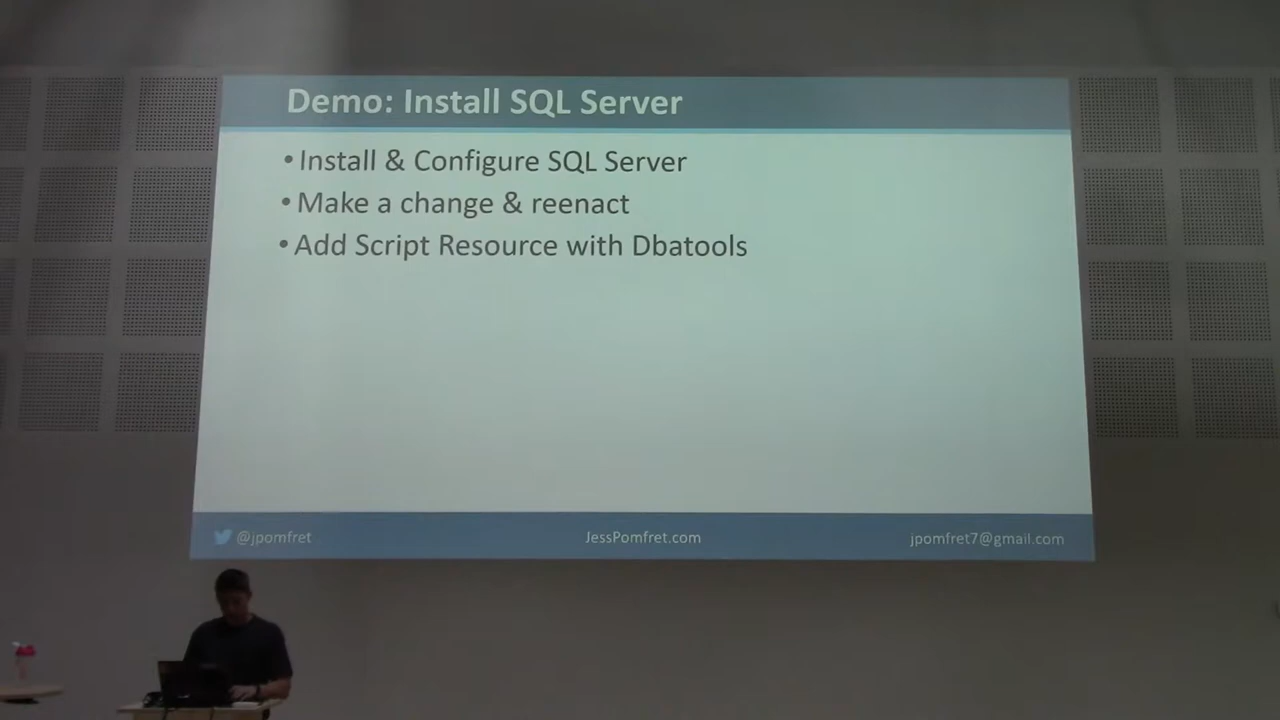 Demo: Install SQL Server
• Install & Configure SQL Server
• Make a change & reenact
• Add Script Resource with Dbatools
@jpomfret
JessPomfret.com
jpomfret7@gmail.com